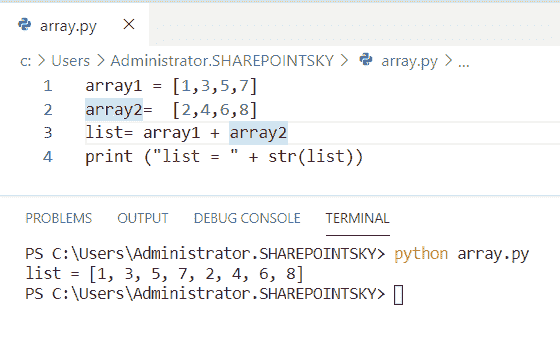 array.py ×
c: > Users > Administrator.SHAREPOINTSKY > array.py > ...
1 array1 = [1,3,5,7]
2 array2=  [2,4,6,8]
3 list= array1 + array2
4 print ("list = " + str(list))
PROBLEMS OUTPUT DEBUG CONSOLE TERMINAL
PS C:\Users\Administrator.SHAREPOINTSKY> python array.py
list = [1, 3, 5, 7, 2, 4, 6, 8]
PS C:\Users\Administrator.SHAREPOINTSKY>